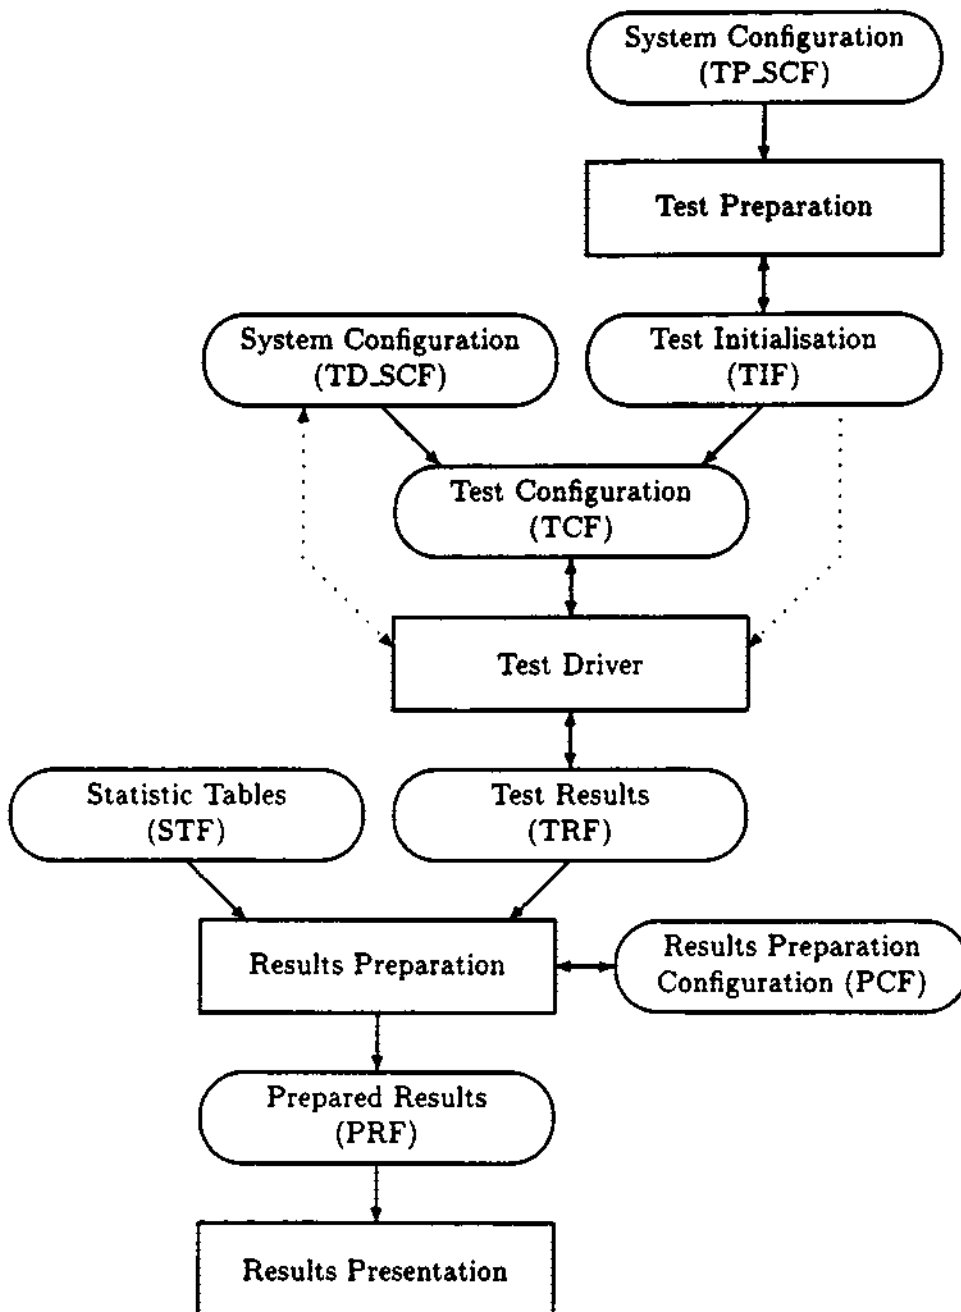 System Configuration
(TP_SCF)
Test Preparation
System Configuration
(TD_SCF)
Test Initialisation
(TIF)
Test Configuration
(TCF)
Test Driver
Statistic Tables
(STF)
Test Results
(TRF)
Results Preparation
Results Preparation
Configuration (PCF)
Prepared Results
(PRF)
Results Presentation